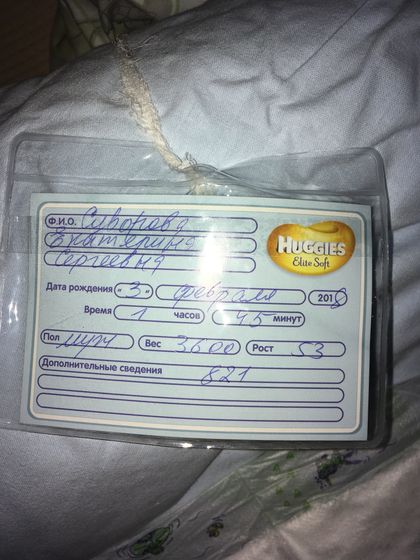 Ф.И.О. Суворова
Екатерина
Сергеевна
HUGGIES
Elite Soft
Дата рождения «3» февраля 2018
Время 1 часов 45 минут
Пол муж Вес 3600 Рост 53
Дополнительные сведения
821